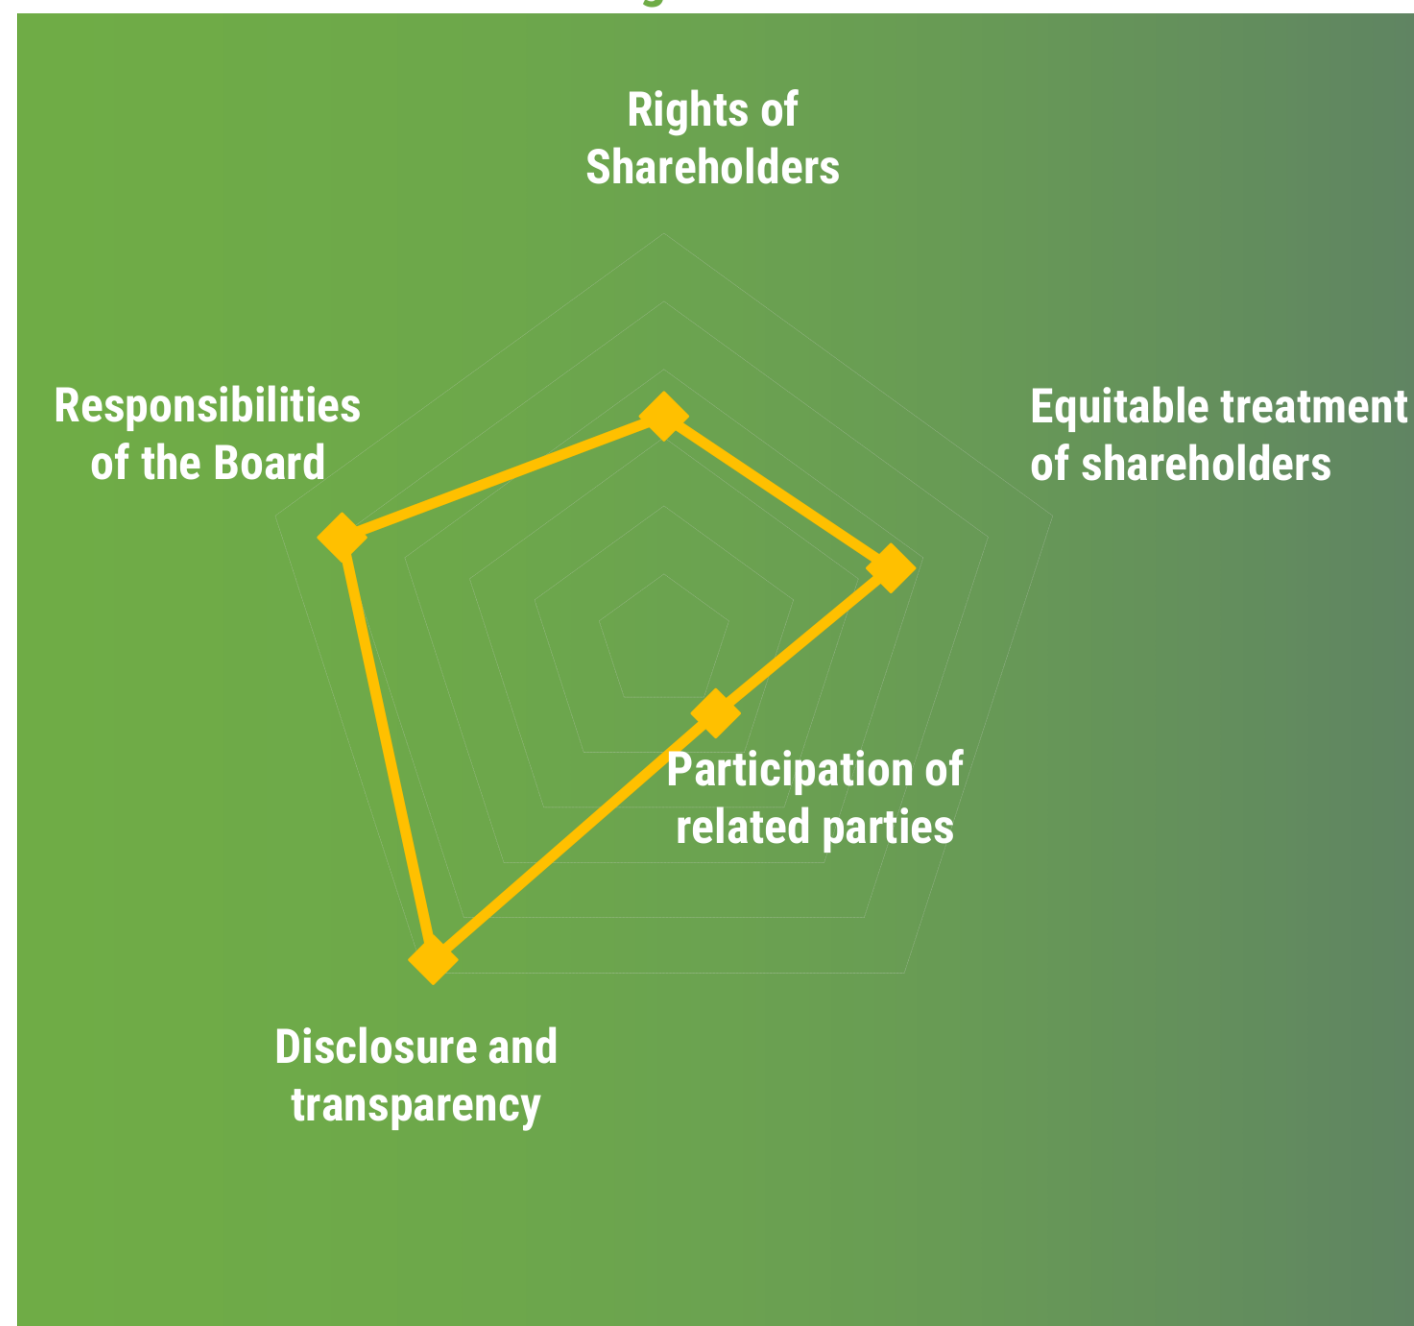 Rights of
Shareholders
Responsibilities
of the Board
Equitable treatment
of shareholders
Participation of
related parties
Disclosure and
transparency